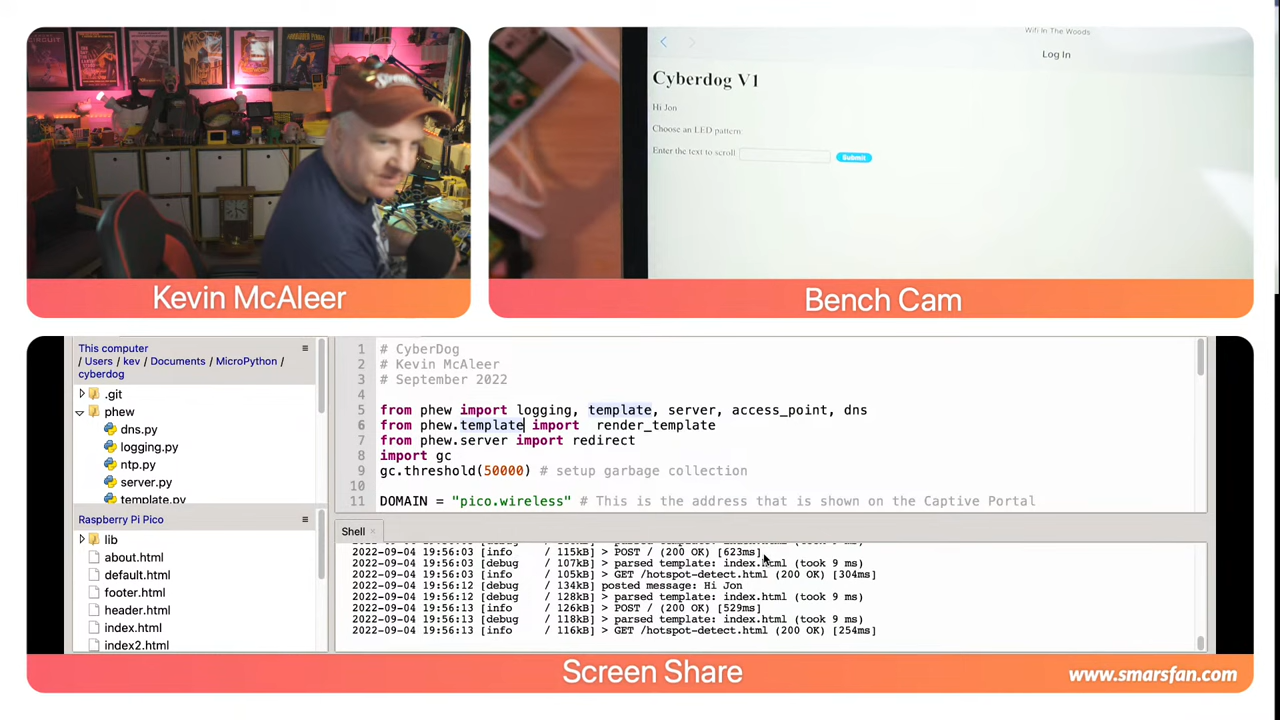 Wifi In The Woods
Log In
Cyberdog V1
Hi Jon
Choose an LED pattern
Enter the text to scroll
Submit
Kevin McAleer
Bench Cam
This computer
/ Users / kev / Documents / MicroPython /
cyberdog
.git
phew
dns.py
logging.py
ntp.py
server.py
template.py
Raspberry Pi Pico
lib
about.html
default.html
footer.html
header.html
index.html
index2.html
1 # CyberDog
2 # Kevin McAleer
3 # September 2022
4
5 from phew import logging, template, server, access_point, dns
6 from phew.template import  render_template
7 from phew.server import redirect
8 import gc
9 gc.threshold(50000) # setup garbage collection
10
11 DOMAIN = "pico.wireless" # This is the address that is shown on the Captive Portal
Shell
2022-09-04 19:56:03 [info / 115kB] > POST / (200 OK) [623ms]
2022-09-04 19:56:03 [debug / 107kB] > parsed template: index.html (took 9 ms)
2022-09-04 19:56:03 [info / 105kB] > GET /hotspot-detect.html (200 OK) [304ms]
2022-09-04 19:56:12 [debug / 134kB] posted message: Hi Jon
2022-09-04 19:56:12 [debug / 128kB] > parsed template: index.html (took 9 ms)
2022-09-04 19:56:13 [info / 126kB] > POST / (200 OK) [529ms]
2022-09-04 19:56:13 [debug / 118kB] > parsed template: index.html (took 9 ms)
2022-09-04 19:56:13 [info / 116kB] > GET /hotspot-detect.html (200 OK) [254ms]
Screen Share
www.smarsfan.com